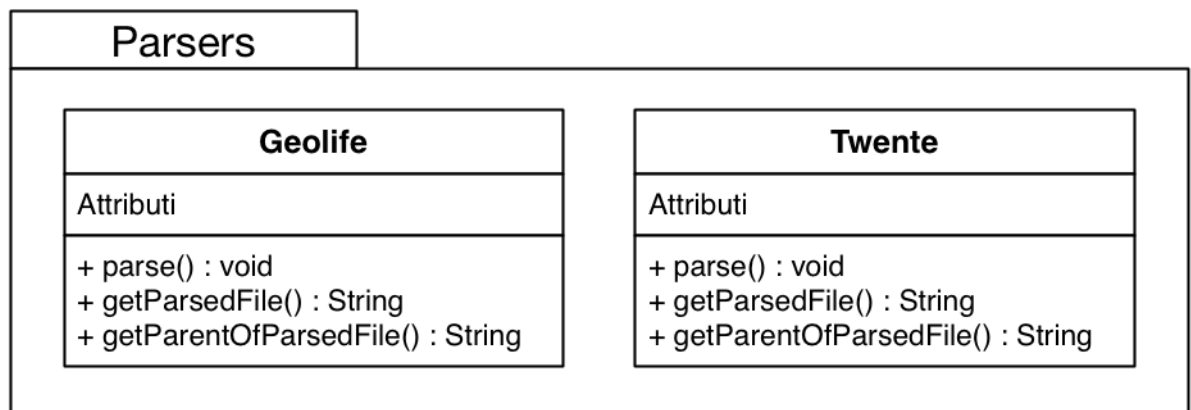 Parsers
Geolife
Attributi
+ parse() : void
+ getParsedFile() : String
+ getParentOfParsedFile() : String
Twente
Attributi
+ parse() : void
+ getParsedFile() : String
+ getParentOfParsedFile() : String